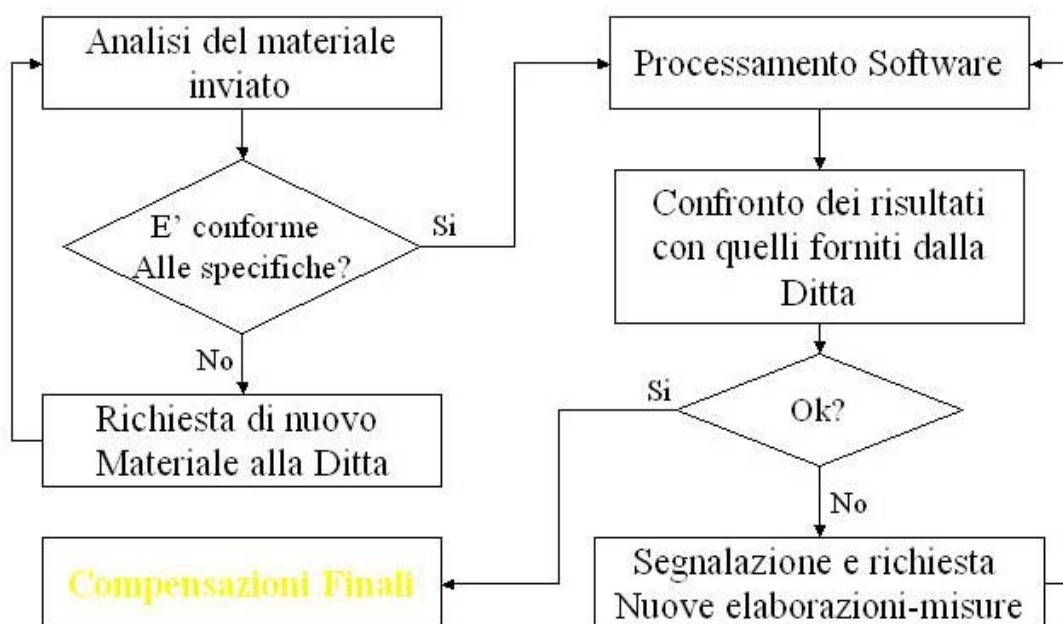 Analisi del materiale
inviato
E’ conforme
Alle specifiche?
Si
No
Richiesta di nuovo
Materiale alla Ditta
Processamento Software
Confronto dei risultati
con quelli forniti dalla
Ditta
Ok?
Si
No
Segnalazione e richiesta
Nuove elaborazioni-misure
Compensazioni Finali